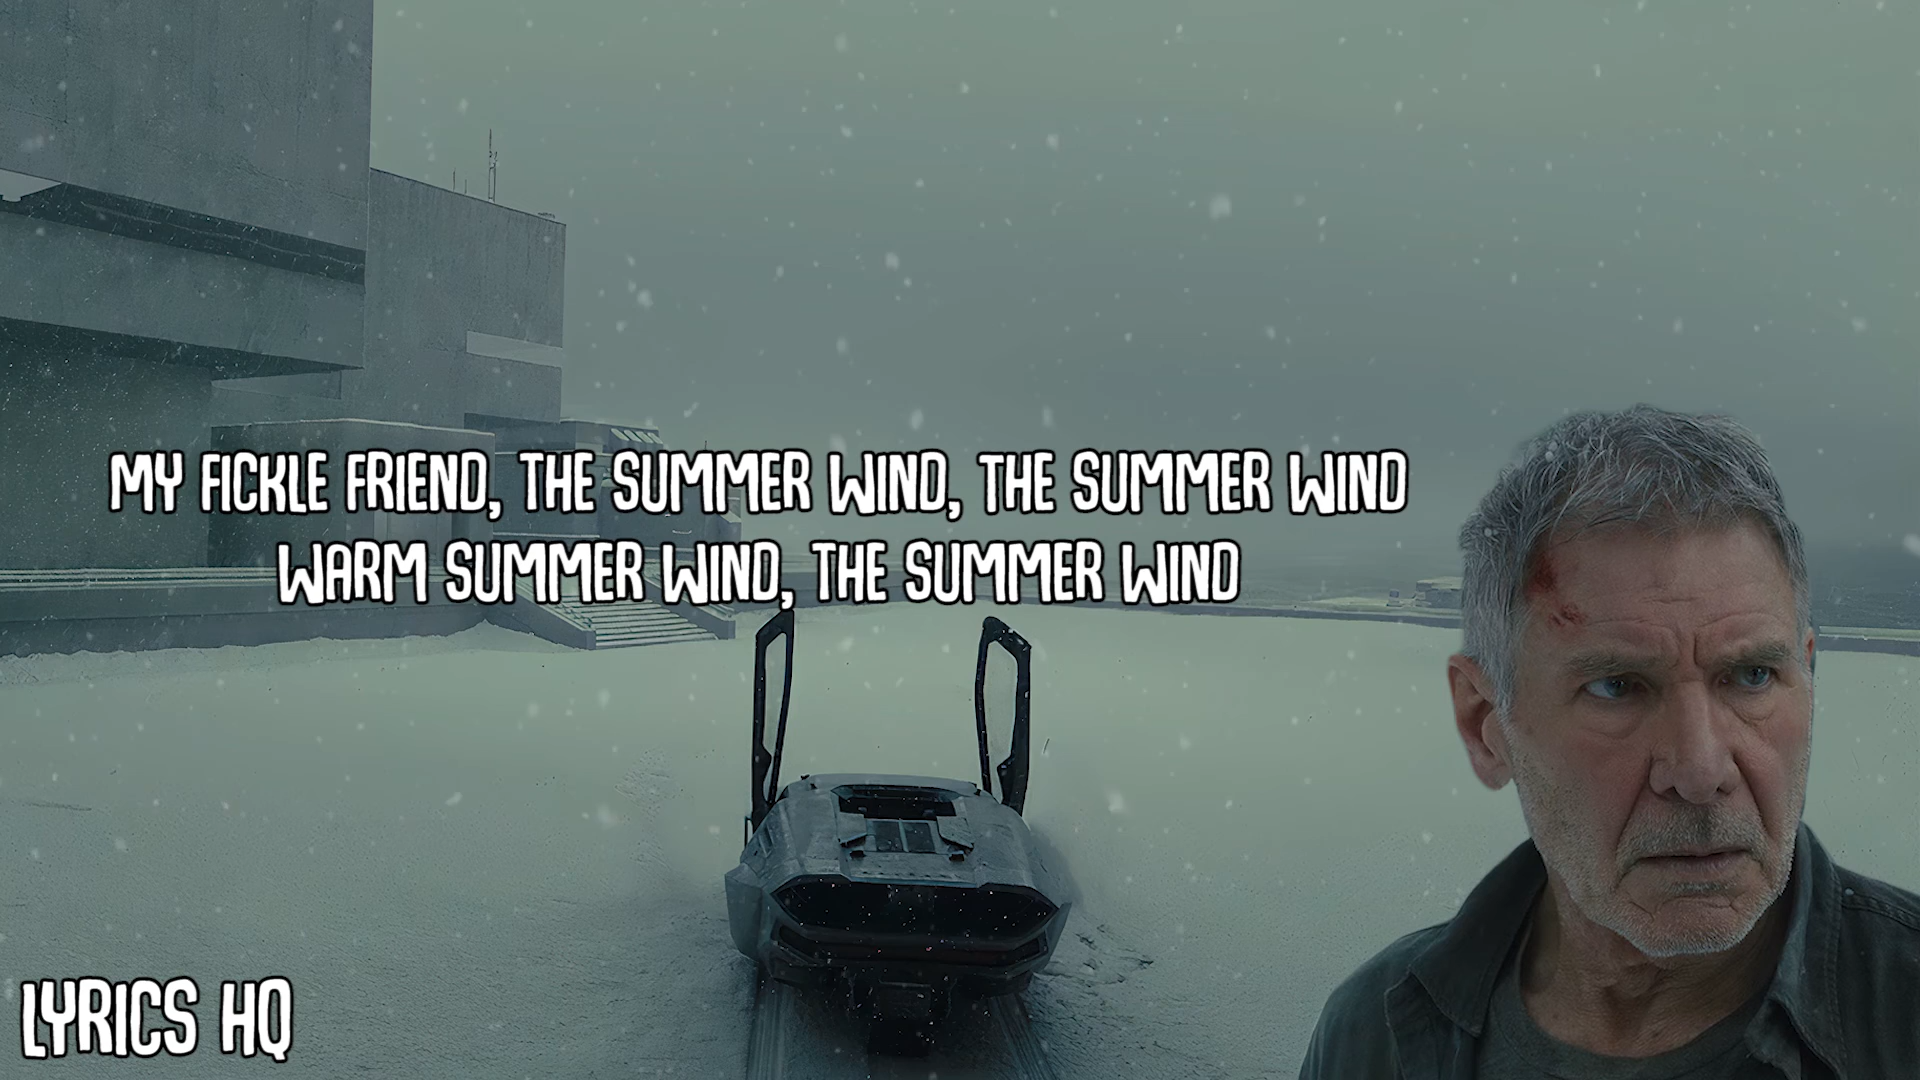 MY FICKLE FRIEND, THE SUMMER WIND, THE SUMMER WIND
WARM SUMMER WIND, THE SUMMER WIND
LYRICS HQ